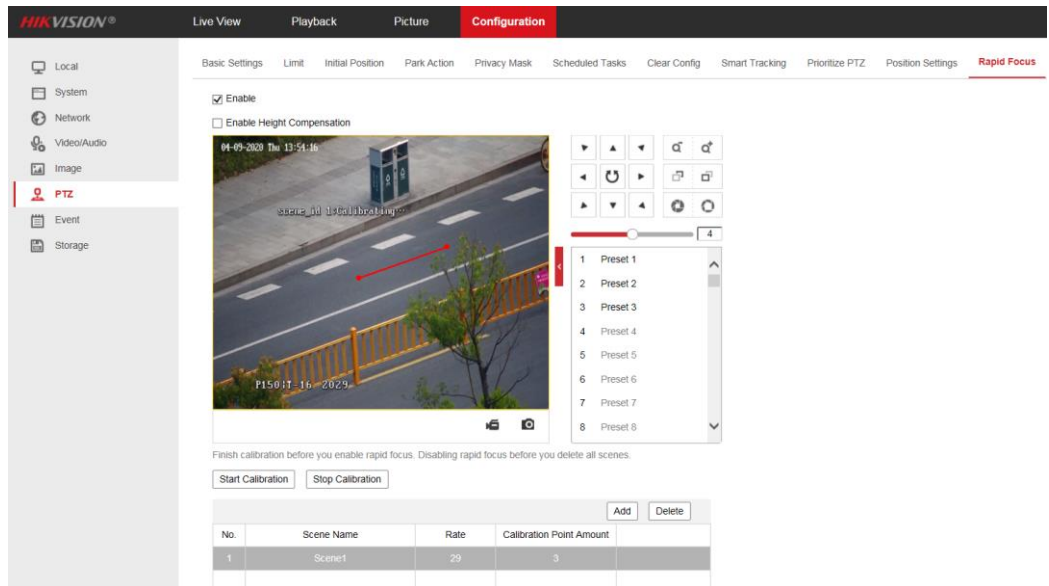 HIKVISION®
Live View Playback Picture Configuration
Local
System
Network
Video/Audio
Image
PTZ
Event
Storage
Basic Settings Limit Initial Position Park Action Privacy Mask Scheduled Tasks Clear Config Smart Tracking Prioritize PTZ Position Settings Rapid Focus
Enable
Enable Height Compensation
04-09-2020 Thu 13:54:16
scene_id 1:Calibrating...
4
1 Preset 1
2 Preset 2
3 Preset 3
4 Preset 4
5 Preset 5
6 Preset 6
7 Preset 7
8 Preset 8
Finish calibration before you enable rapid focus. Disabling rapid focus before you delete all scenes.
Start Calibration Stop Calibration
Add Delete
No. Scene Name Rate Calibration Point Amount
1 Scene1 29 3